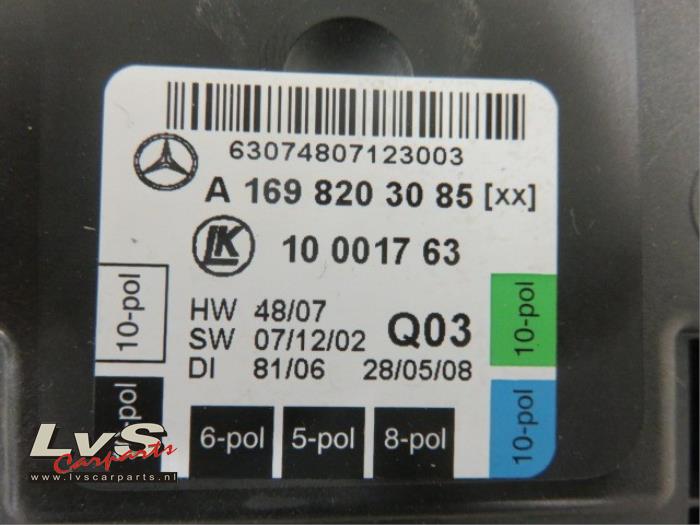 63074807123003
A 169 820 30 85 [xx]
LK
10 0017 63
10-pol
HW 48/07
SW 07/12/02
Q03
10-pol
DI 81/06 28/05/08
6-pol
5-pol
8-pol
10-pol
LvS
Carparts
www.lvscarparts.nl